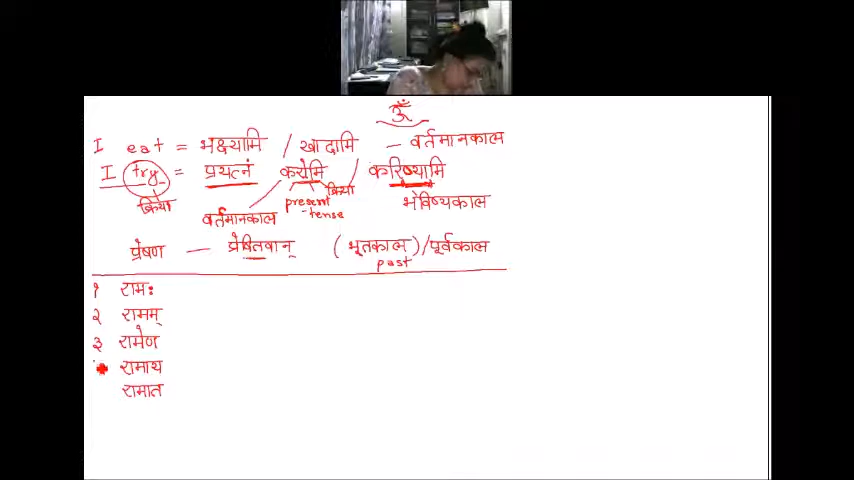 ॐ
I eat = भक्ष्यामि / खादामि – वर्तमानकाल
I try = प्रयत्नं करोमि करिष्यामि
क्रिया वर्तमानकाल present tense क्रिया भविष्यकाल
प्रेषण – प्रेषितवान् (भूतकाल) / पूर्वकाल
past
१ रामः
२ रामम्
३ रामेण
रामाय
रामात